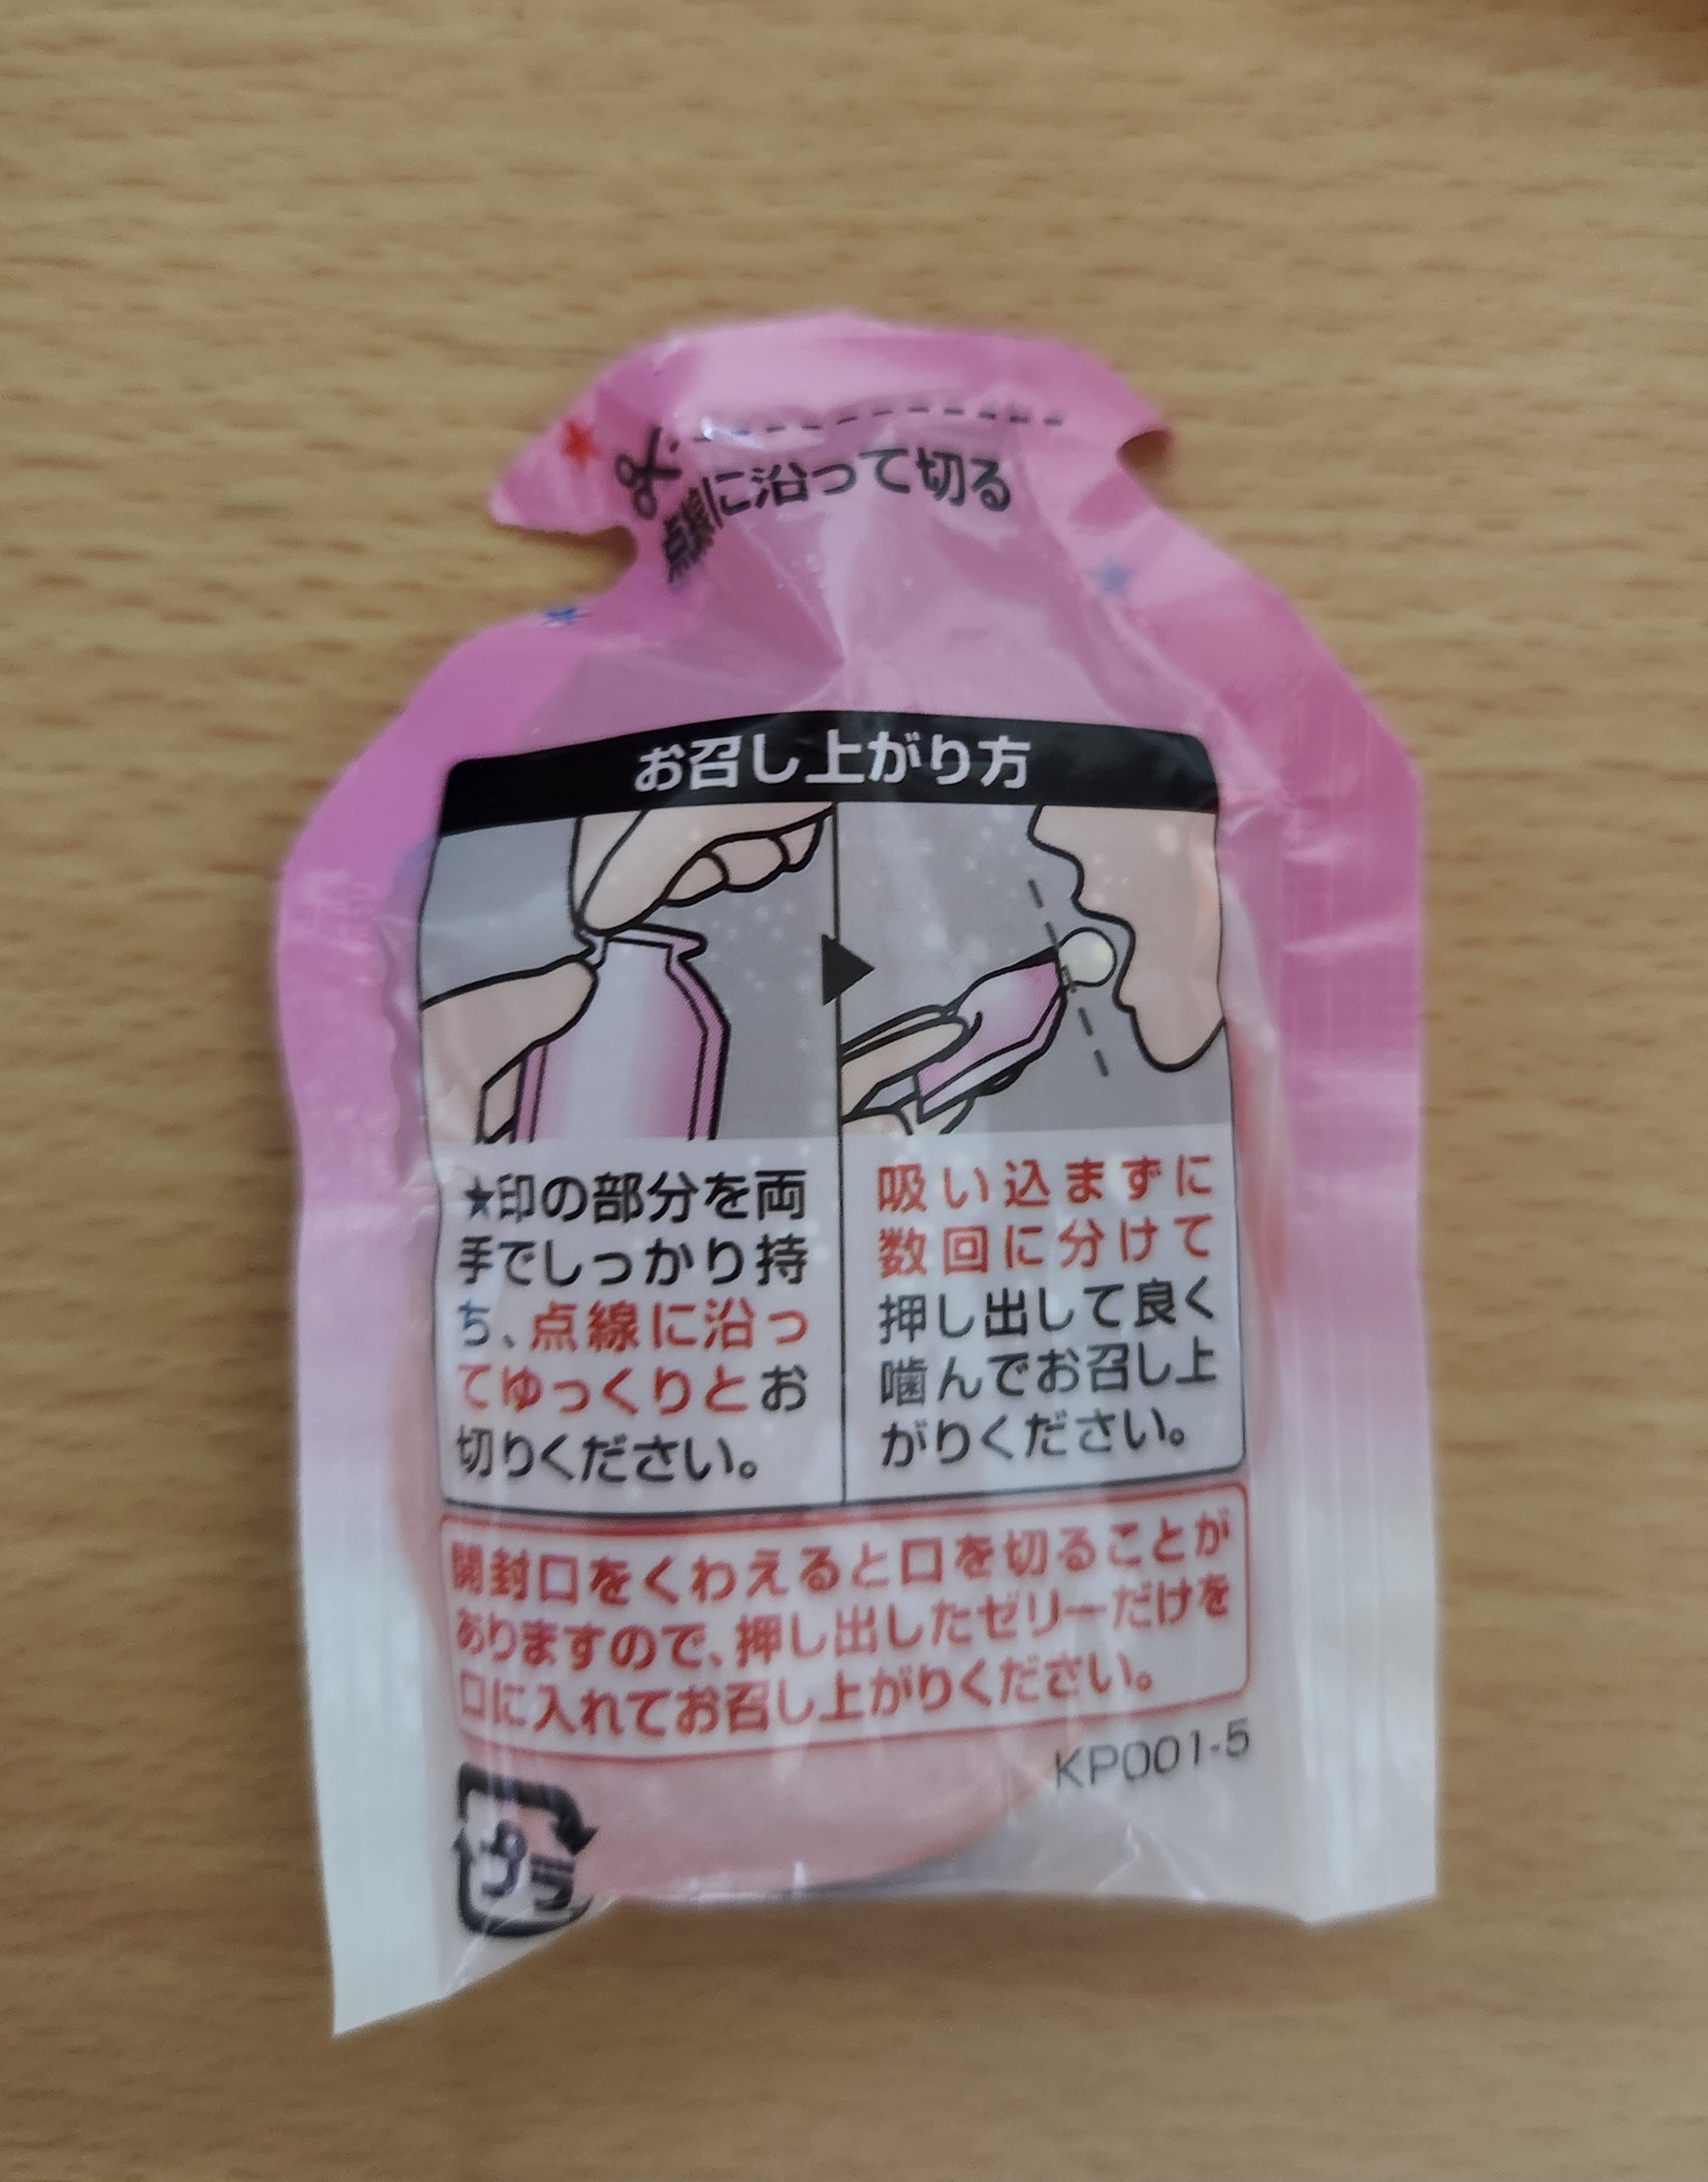 点線に沿って切る
お召し上がり方
★印の部分を両
手でしっかり持
ち、点線に沿っ
てゆっくりとお
切りください。
吸い込まずに
数回に分けて
押し出して良く
噛んでお召し上
がりください。
開封口をくわえると口を切ることが
ありますので、押し出したゼリーだけを
口に入れてお召し上がりください。
KP001-5
プラ